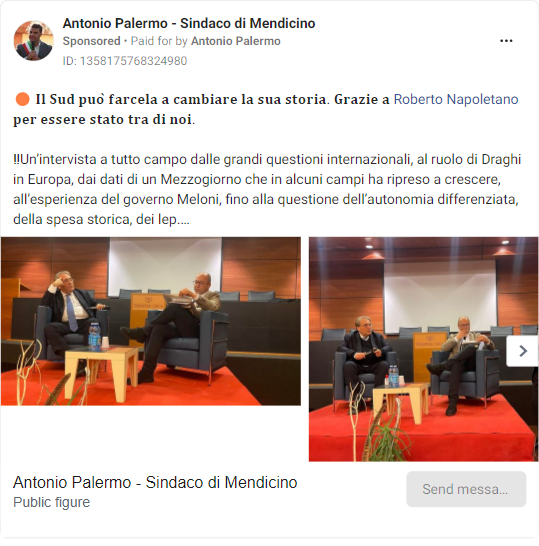 Antonio Palermo - Sindaco di Mendicino
Sponsored • Paid for by Antonio Palermo
ID: 1358175768324980
🟠 Il Sud può farcela a cambiare la sua storia. Grazie a Roberto Napoletano
per essere stato tra di noi.
‼Un'intervista a tutto campo dalle grandi questioni internazionali, al ruolo di Draghi
in Europa, dai dati di un Mezzogiorno che in alcuni campi ha ripreso a crescere,
all'esperienza del governo Meloni, fino alla questione dell'autonomia differenziata,
della spesa storica, dei lep....
Antonio Palermo - Sindaco di Mendicino
Public figure
Send messa...